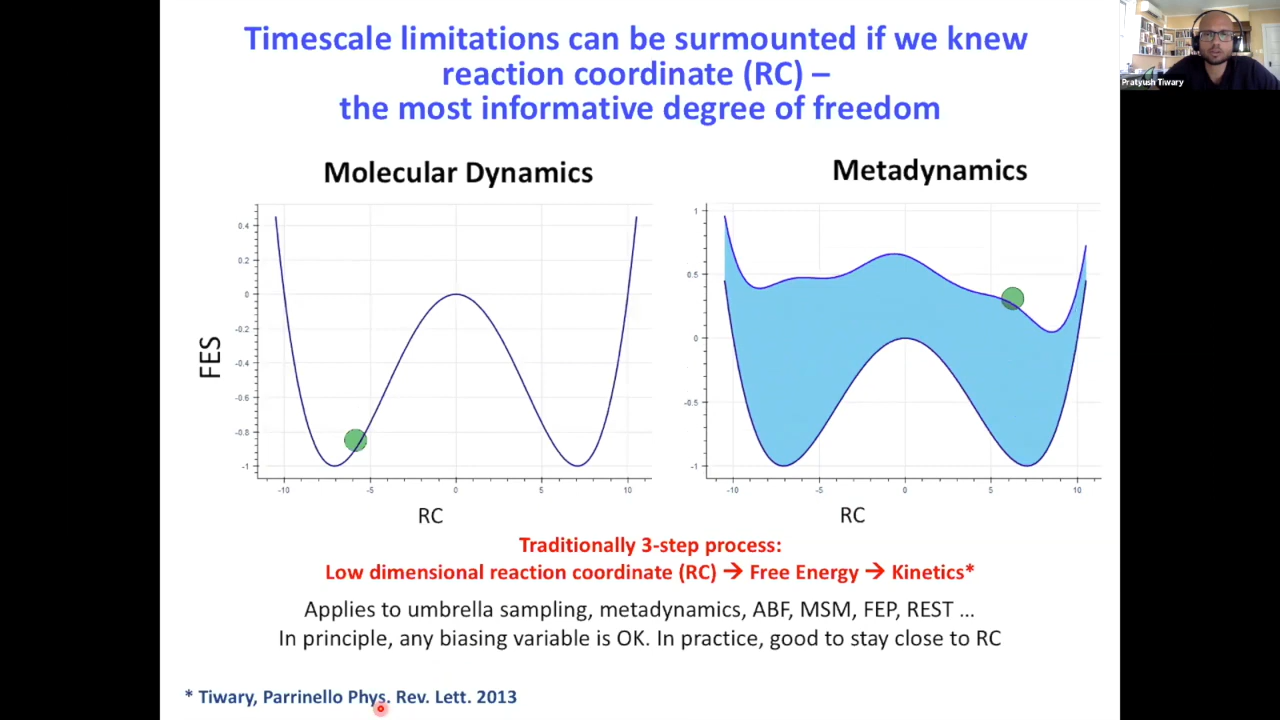 Timescale limitations can be surmounted if we knew
reaction coordinate (RC) –
the most informative degree of freedom
Pratyush Tiwary
Molecular Dynamics
Metadynamics
FES
0.4
0.2
0
-0.2
-0.4
-0.6
-0.8
-1
-10
-5
0
5
10
RC
1
0.5
0
-0.5
-1
-10
-5
0
5
10
RC
Traditionally 3-step process:
Low dimensional reaction coordinate (RC) → Free Energy → Kinetics*
Applies to umbrella sampling, metadynamics, ABF, MSM, FEP, REST ...
In principle, any biasing variable is OK. In practice, good to stay close to RC
* Tiwary, Parrinello Phys. Rev. Lett. 2013